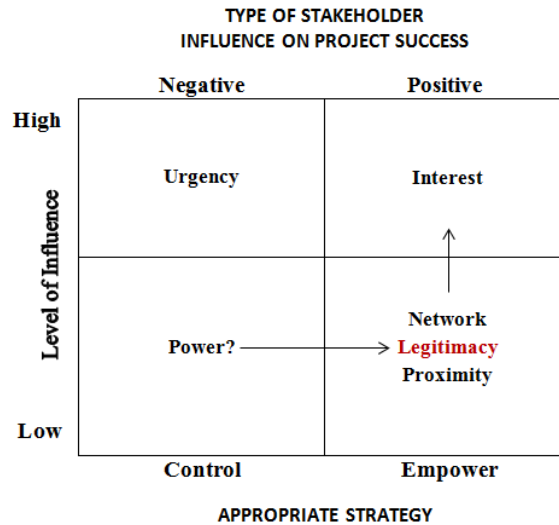 TYPE OF STAKEHOLDER
INFLUENCE ON PROJECT SUCCESS
Negative
Positive
High
Urgency
Interest
Level of Influence
Network
Power?
Legitimacy
Proximity
Low
Control
Empower
APPROPRIATE STRATEGY